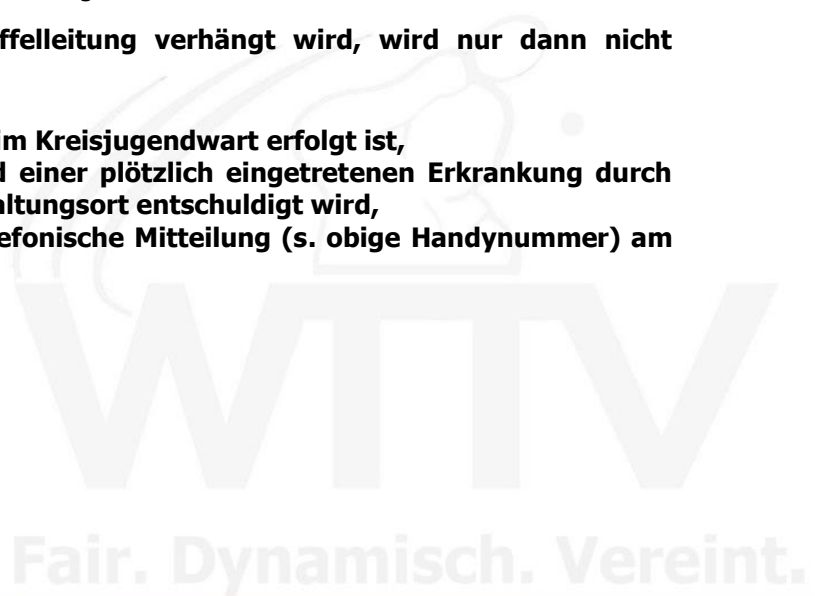 ffelleitung verhängt wird, wird nur dann nicht
im Kreisjugendwart erfolgt ist,
einer plötzlich eingetretenen Erkrankung durch
altungsort entschuldigt wird,
efonische Mitteilung (s. obige Handynummer) am
WTTV
Fair. Dynamisch. Vereint.